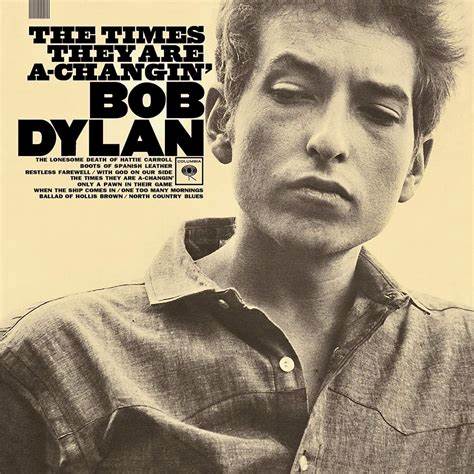 THE TIMES
THEY ARE
A-CHANGIN'
BOB
DYLAN
THE LONESOME DEATH OF HATTIE CARROLL
BOOTS OF SPANISH LEATHER
RESTLESS FAREWELL / WITH GOD ON OUR SIDE
THE TIMES THEY ARE A-CHANGIN'
ONLY A PAWN IN THEIR GAME
WHEN THE SHIP COMES IN / ONE TOO MANY MORNINGS
BALLAD OF HOLLIS BROWN / NORTH COUNTRY BLUES
COLUMBIA